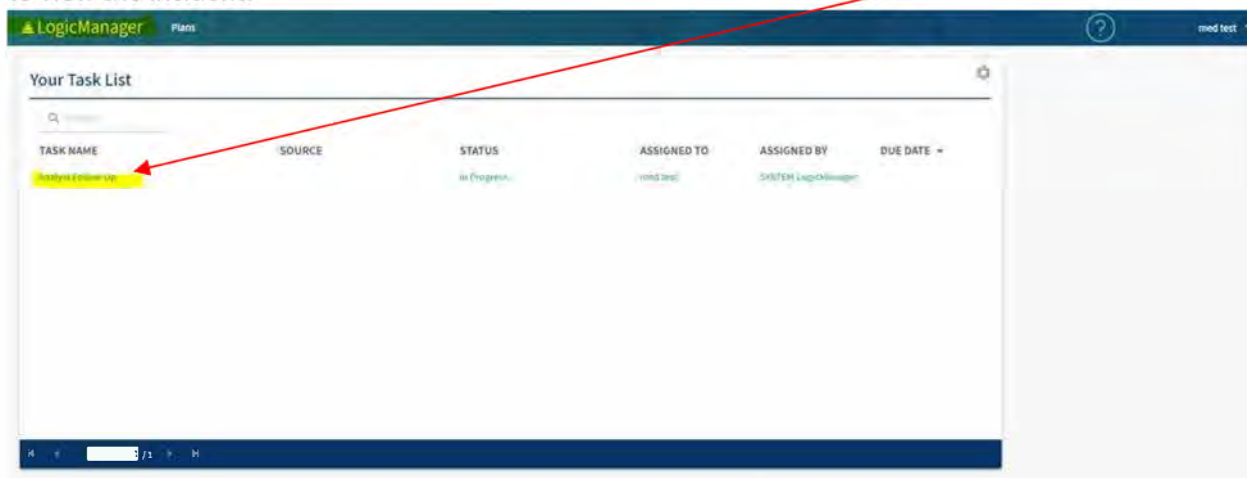 LogicManager Plans ? med test
Your Task List
TASK NAME SOURCE STATUS ASSIGNED TO ASSIGNED BY DUE DATE
Analyst Follow-Up In Progress med test SYSTEM LogicManager
/1